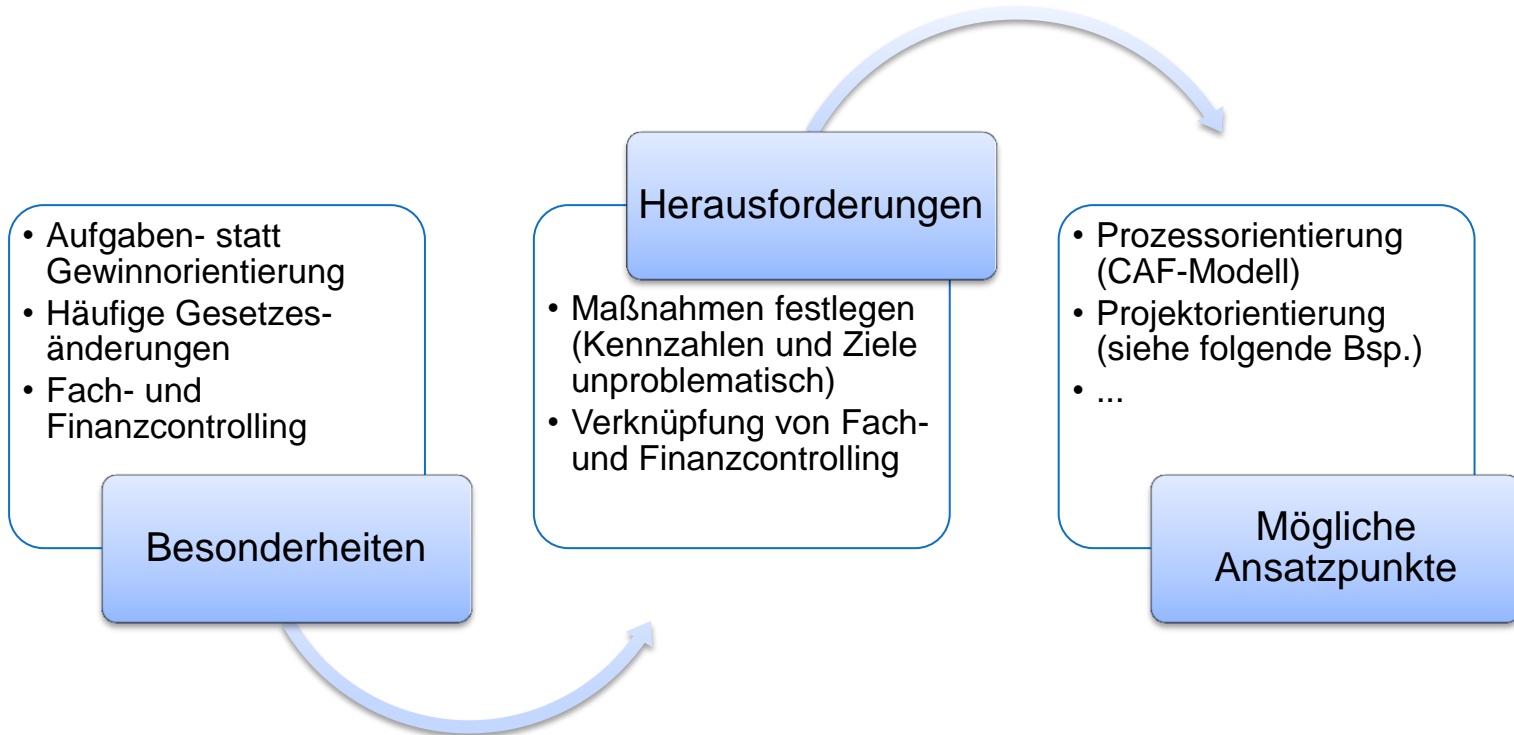 • Aufgaben- statt
Gewinnorientierung
• Häufige Gesetzes-
änderungen
• Fach- und
Finanzcontrolling
Besonderheiten
Herausforderungen
• Maßnahmen festlegen
(Kennzahlen und Ziele
unproblematisch)
• Verknüpfung von Fach-
und Finanzcontrolling
• Prozessorientierung
(CAF-Modell)
• Projektorientierung
(siehe folgende Bsp.)
• ...
Mögliche
Ansatzpunkte